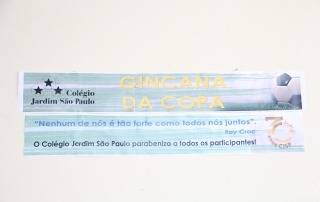 Colégio
Jardim São Paulo
GINCANA
DA COPA
"Nenhum de nós é tão forte como todos nós juntos".
Ray Croc
O Colégio Jardim São Paulo parabeniza a todos os participantes!